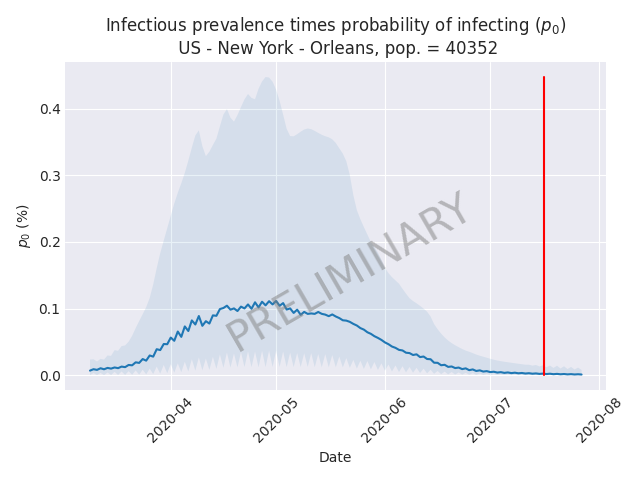 Infectious prevalence times probability of infecting (p0)
US - New York - Orleans, pop. = 40352
0.4
0.3
0.2
0.1
0.0
p0 (%)
PRELIMINARY
2020-04
2020-05
2020-06
2020-07
2020-08
Date